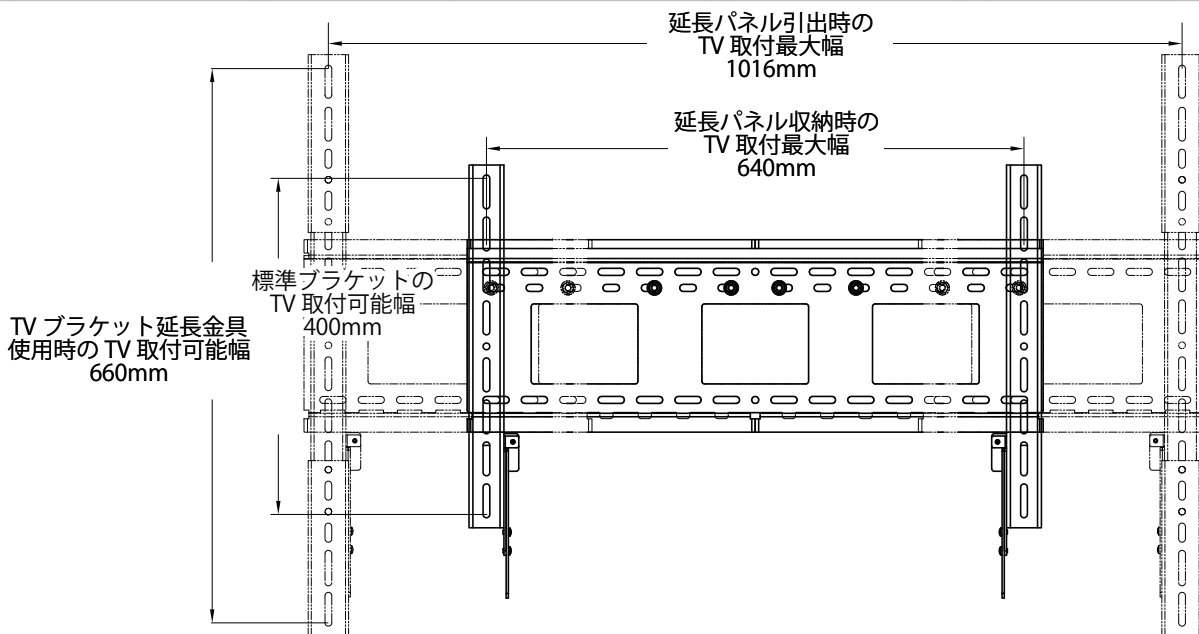 延長パネル引出時の
TV 取付最大幅
1016mm
延長パネル収納時の
TV 取付最大幅
640mm
標準ブラケットの
TV 取付可能幅
400mm
TV ブラケット延長金具
使用時の TV 取付可能幅
660mm